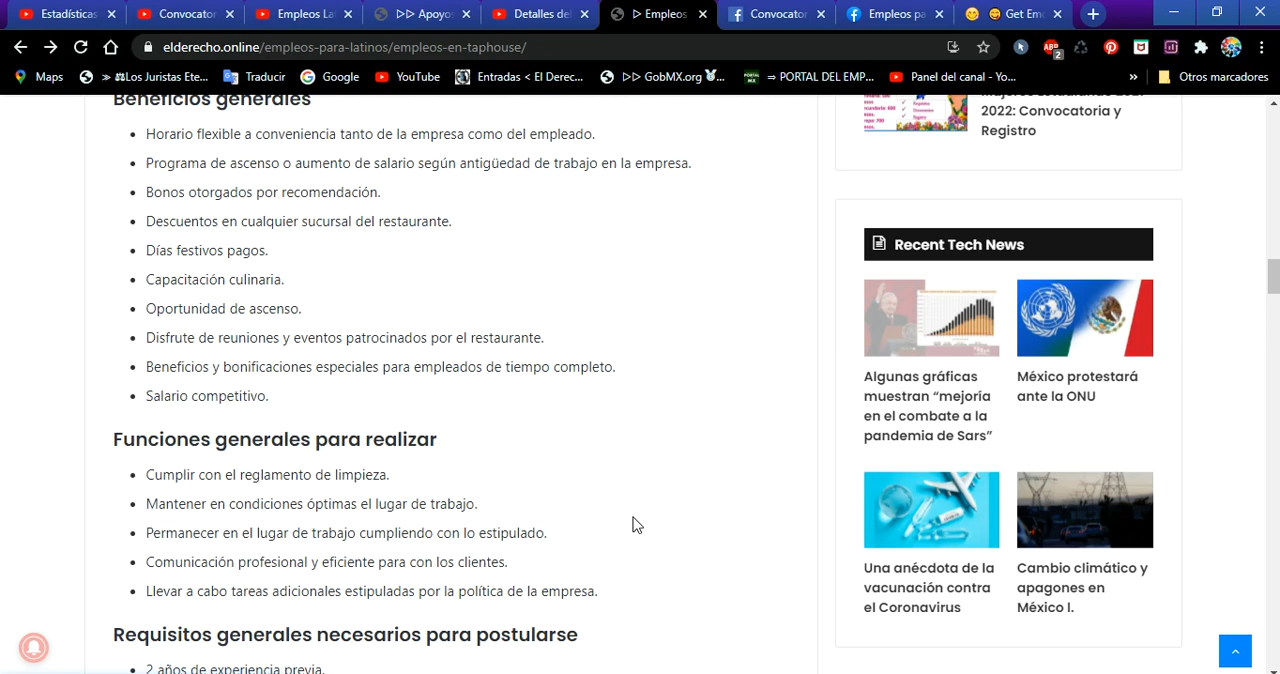 Estadísticas
Convocator
Empleos La
▷▷ Apoyos
Detalles del
▷ Empleos
Convocator
Empleos pa
😄 Get Em
elderecho.online/empleos-para-latinos/empleos-en-taphouse/
ABP
2
Maps
» ⚖Los Juristas Ete...
Traducir
Google
YouTube
Entradas < El Derec...
▷▷ GobMX.org...
PORTAL MX
⇒ PORTAL DEL EMP...
Panel del canal - Yo...
»
Otros marcadores
Beneficios generales
• Horario flexible a conveniencia tanto de la empresa como del empleado.
• Programa de ascenso o aumento de salario según antigüedad de trabajo en la empresa.
• Bonos otorgados por recomendación.
• Descuentos en cualquier sucursal del restaurante.
• Días festivos pagos.
• Capacitación culinaria.
• Oportunidad de ascenso.
• Disfrute de reuniones y eventos patrocinados por el restaurante.
• Beneficios y bonificaciones especiales para empleados de tiempo completo.
• Salario competitivo.
Funciones generales para realizar
• Cumplir con el reglamento de limpieza.
• Mantener en condiciones óptimas el lugar de trabajo.
• Permanecer en el lugar de trabajo cumpliendo con lo estipulado.
• Comunicación profesional y eficiente para con los clientes.
• Llevar a cabo tareas adicionales estipuladas por la política de la empresa.
Requisitos generales necesarios para postularse
• 2 años de experiencia previa.
2022: Convocatoria y
Registro
Recent Tech News
Algunas gráficas
muestran “mejoría
en el combate a la
pandemia de Sars”
México protestará
ante la ONU
Una anécdota de la
vacunación contra
el Coronavirus
Cambio climático y
apagones en
México I.